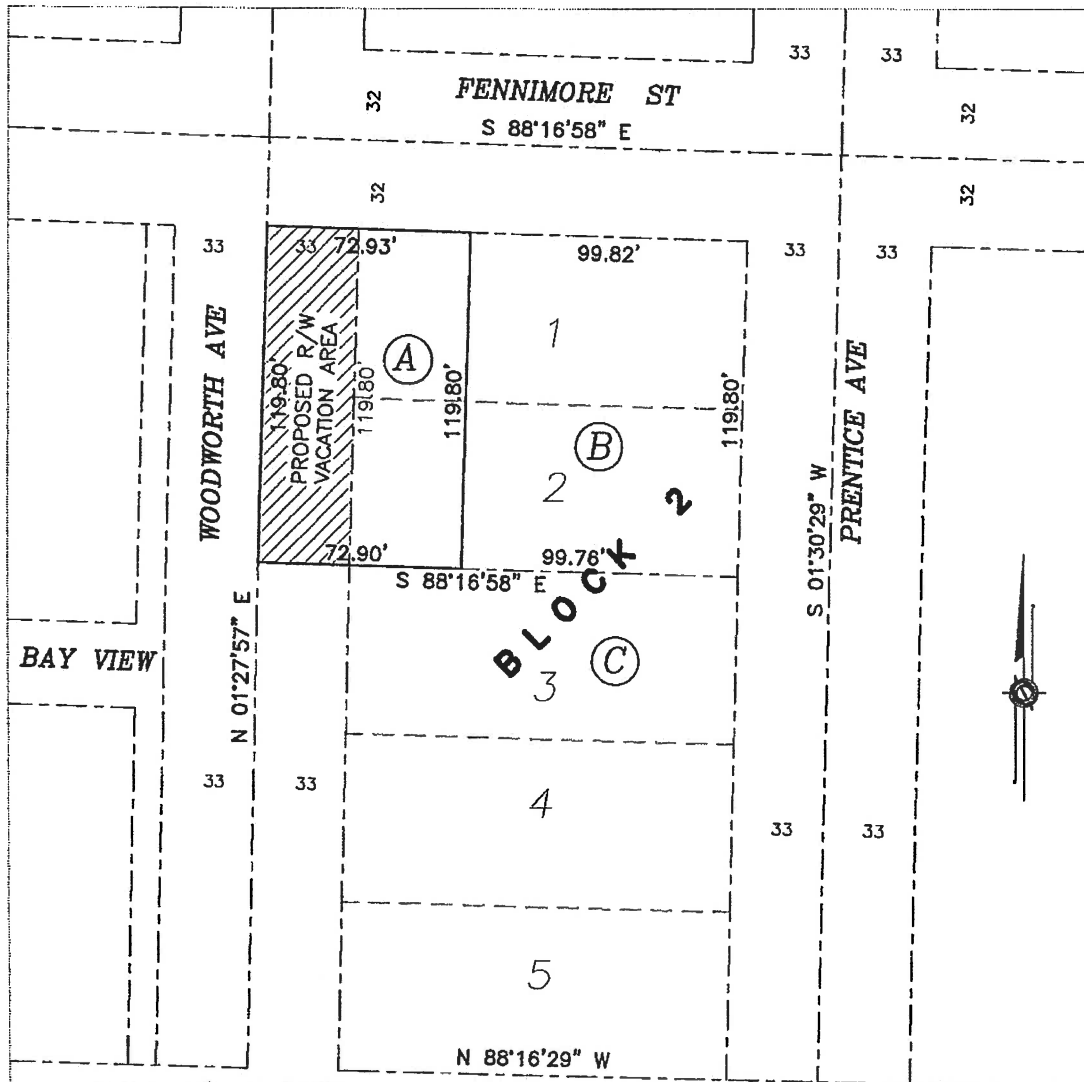 33
33
FENNIMORE ST
32
32
S 88°16'58" E
32
32
33
33
72.93'
99.82'
33
33
WOODWORTH AVE
119.80'
PROPOSED R/W
VACATION AREA
119.80'
A
119.80'
1
119.80'
PRENTICE AVE
B
2
BLOCK 2
S 01°30'29" W
72.90'
99.76'
S 88°16'58" E
N 01°27'57" E
BAY VIEW
C
3
33
33
4
33
33
5
N 88°16'29" W